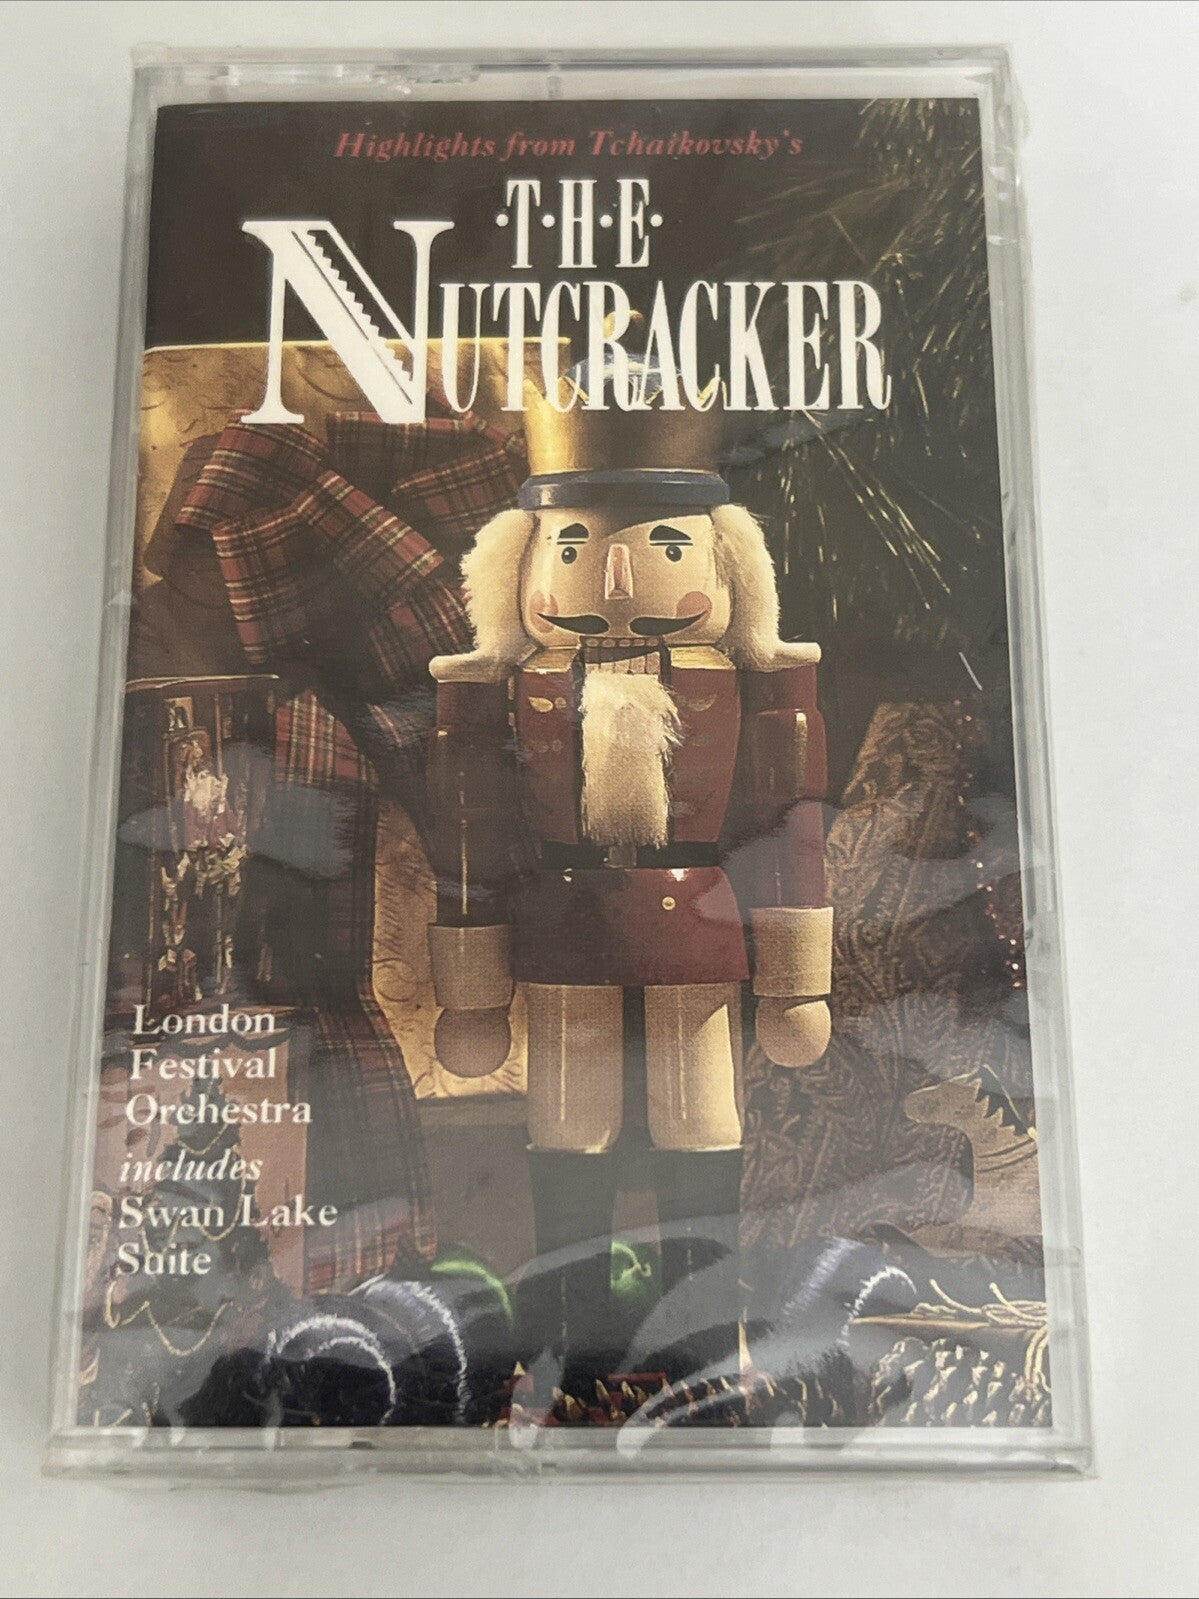 Highlights from Tchaikovsky's
·T·H·E·
NUTCRACKER
London
Festival
Orchestra
includes
Swan Lake
Suite